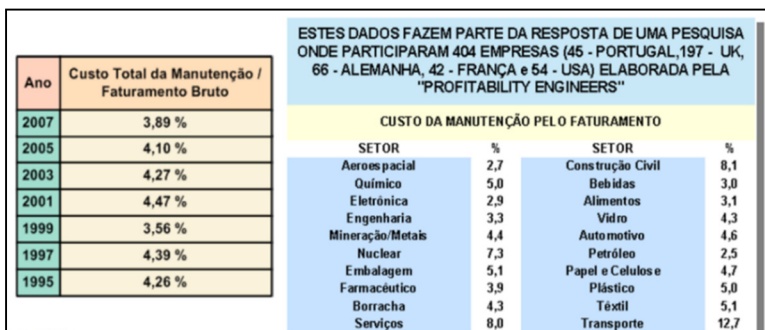 Ano Custo Total da Manutenção /
Faturamento Bruto
2007 3,89 %
2005 4,10 %
2003 4,27 %
2001 4,47 %
1999 3,56 %
1997 4,39 %
1995 4,26 %
ESTES DADOS FAZEM PARTE DA RESPOSTA DE UMA PESQUISA
ONDE PARTICIPARAM 404 EMPRESAS (45 - PORTUGAL,197 - UK,
66 - ALEMANHA, 42 - FRANÇA e 54 - USA) ELABORADA PELA
"PROFITABILITY ENGINEERS"
CUSTO DA MANUTENÇÃO PELO FATURAMENTO
SETOR % SETOR %
Aeroespacial 2,7 Construção Civil 8,1
Químico 5,0 Bebidas 3,0
Eletrônica 2,9 Alimentos 3,1
Engenharia 3,3 Vidro 4,3
Mineração/Metais 4,4 Automotivo 4,6
Nuclear 7,3 Petróleo 2,5
Embalagem 5,1 Papel e Celulose 4,7
Farmacéutico 3,9 Plástico 5,0
Borracha 4,3 Téxtil 5,1
Serviços 8,0 Transporte 12,7